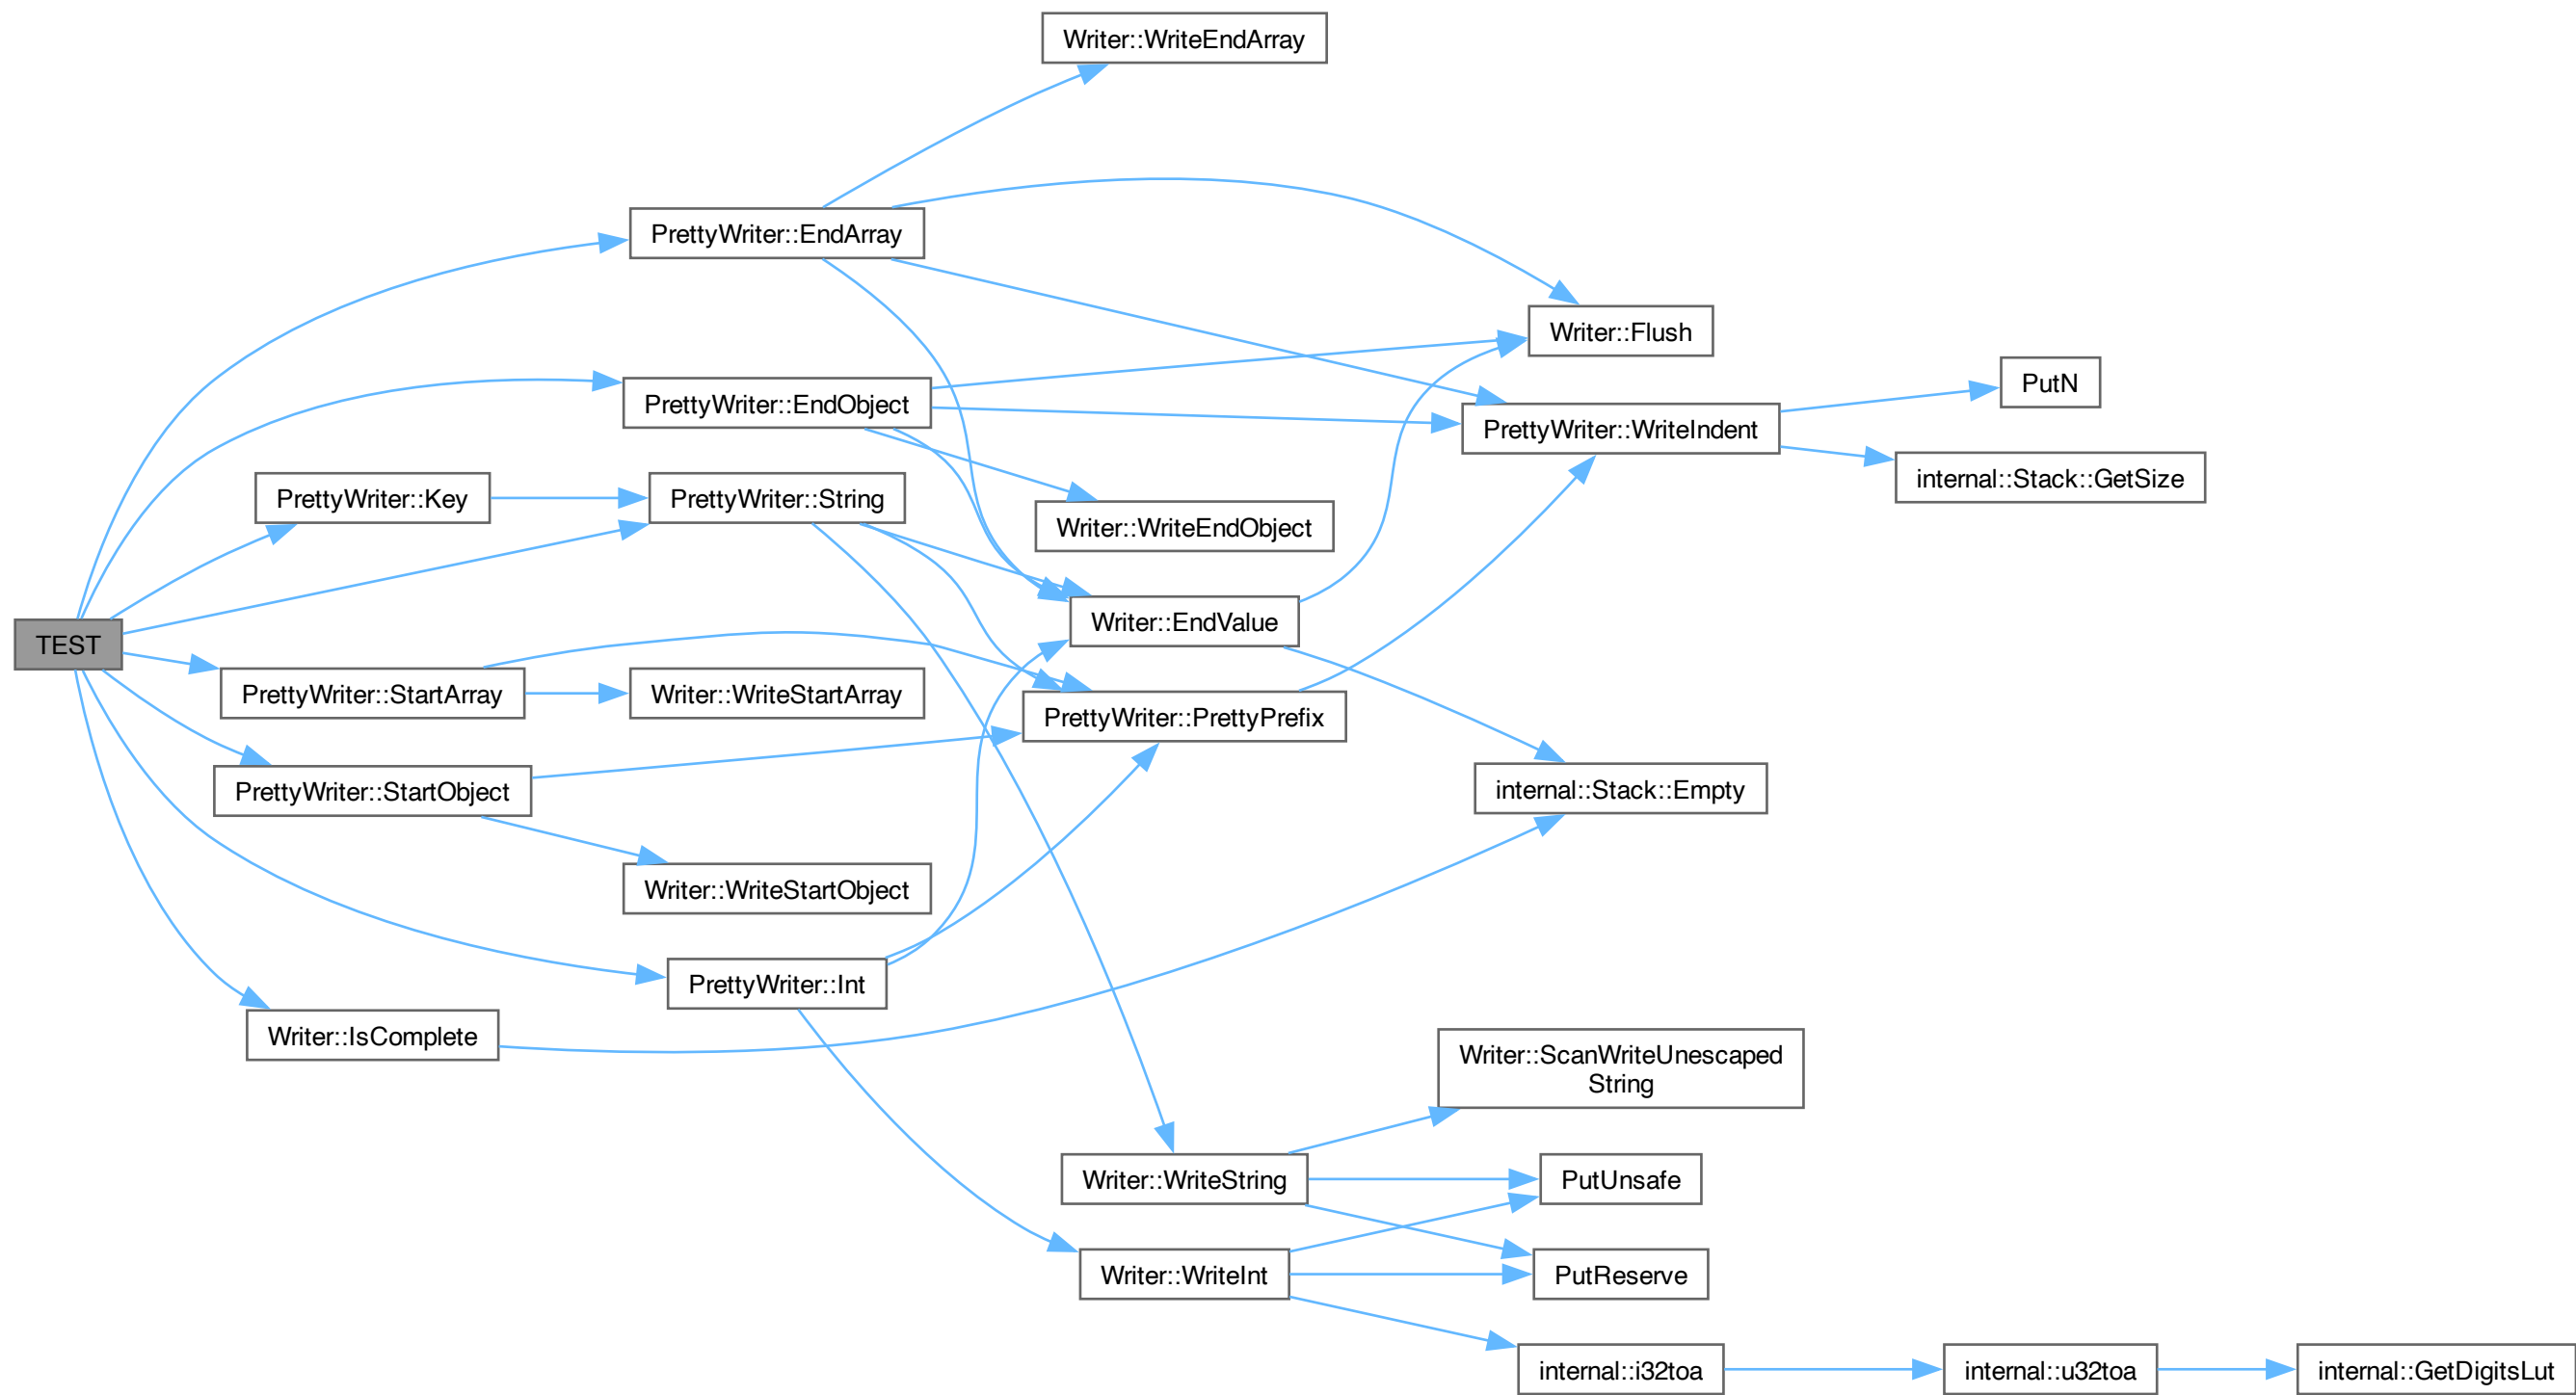 Writer::WriteEndArray
PrettyWriter::EndArray
Writer::Flush
PutN
PrettyWriter::EndObject
PrettyWriter::WriteIndent
internal::Stack::GetSize
PrettyWriter::Key
PrettyWriter::String
Writer::WriteEndObject
Writer::EndValue
TEST
PrettyWriter::StartArray
Writer::WriteStartArray
PrettyWriter::PrettyPrefix
PrettyWriter::StartObject
internal::Stack::Empty
Writer::WriteStartObject
PrettyWriter::Int
Writer::IsComplete
Writer::ScanWriteUnescaped
String
Writer::WriteString
PutUnsafe
Writer::WriteInt
PutReserve
internal::i32toa
internal::u32toa
internal::GetDigitsLut